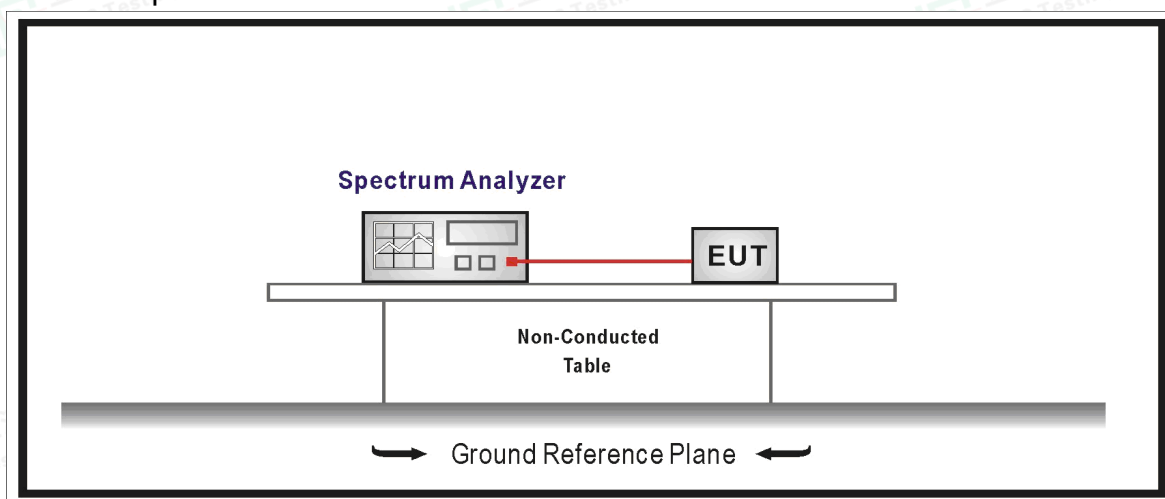 Spectrum Analyzer
EUT
Non-Conducted
Table
Ground Reference Plane